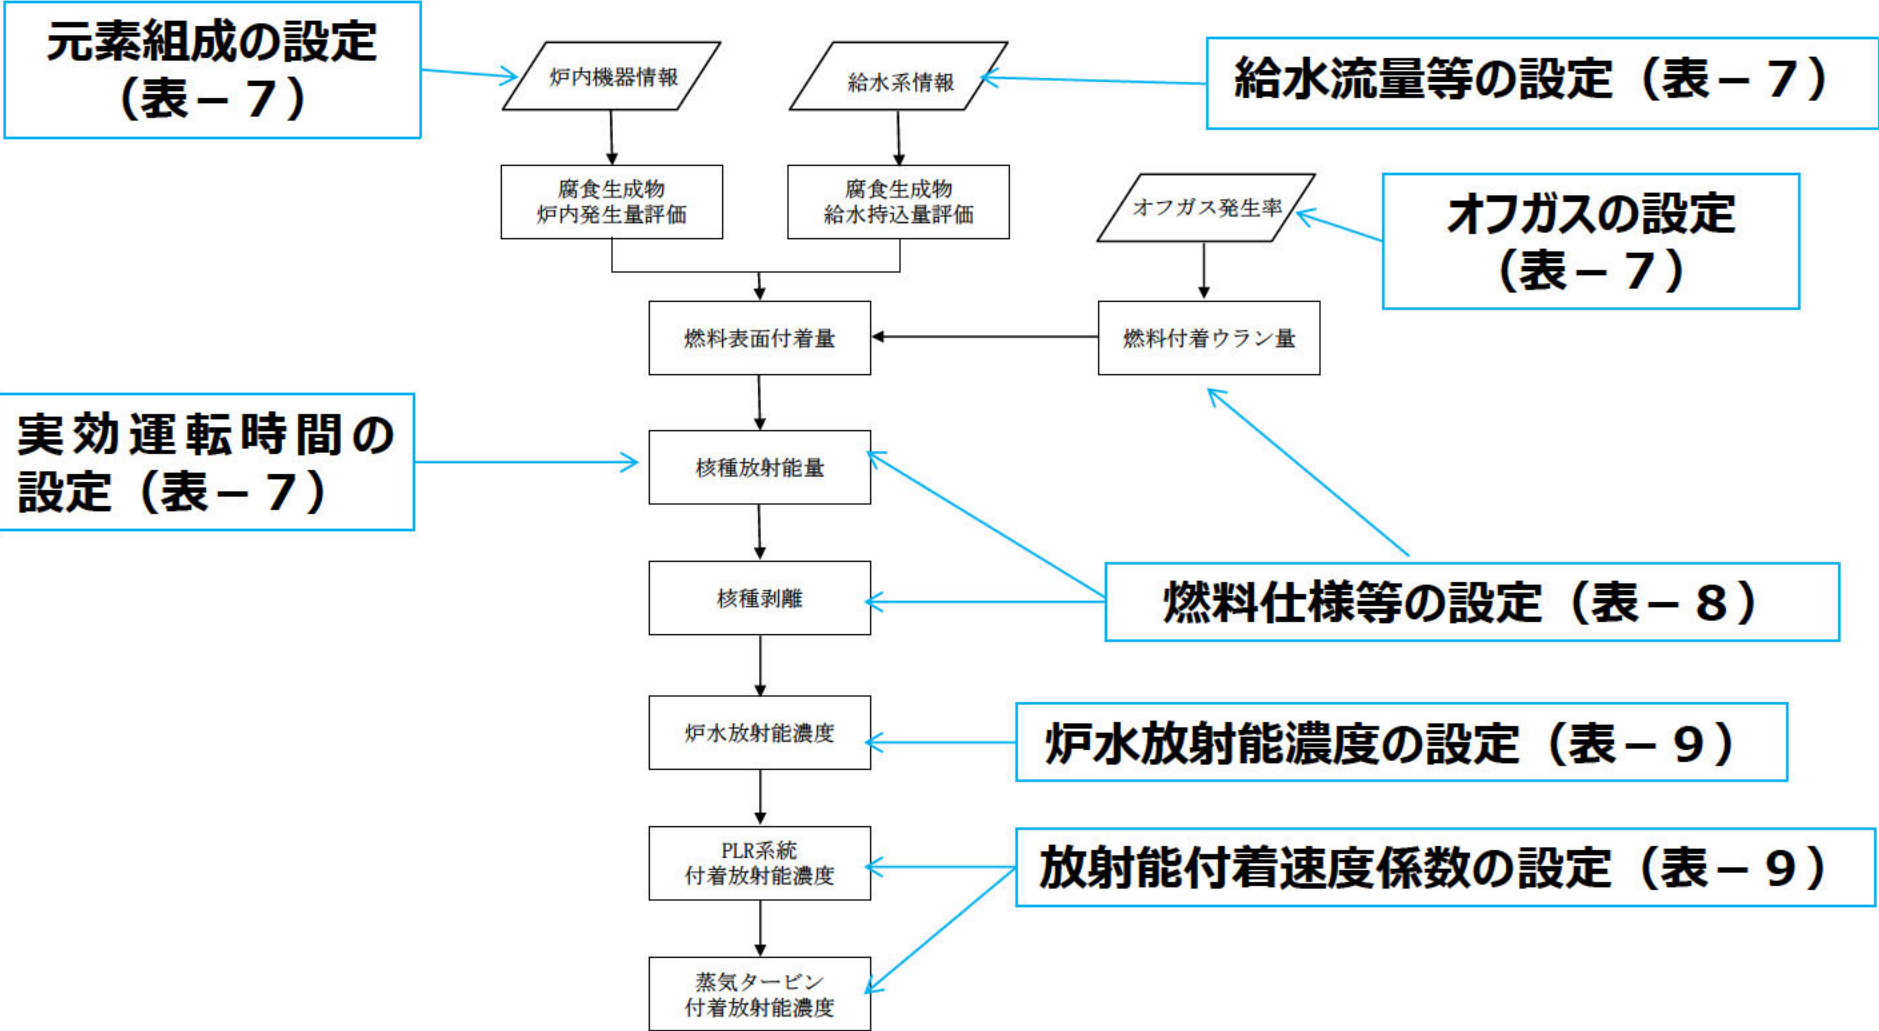 元素組成の設定
（表－７）
炉内機器情報
給水系情報
給水流量等の設定（表－７）
腐食生成物
炉内発生量評価
腐食生成物
給水持込量評価
オフガス発生率
オフガスの設定
（表－７）
燃料表面付着量
燃料付着ウラン量
実効運転時間の
設定（表－７）
核種放射能量
核種剥離
燃料仕様等の設定（表－８）
炉水放射能濃度
炉水放射能濃度の設定（表－９）
PLR系統
付着放射能濃度
放射能付着速度係数の設定（表－９）
蒸気タービン
付着放射能濃度